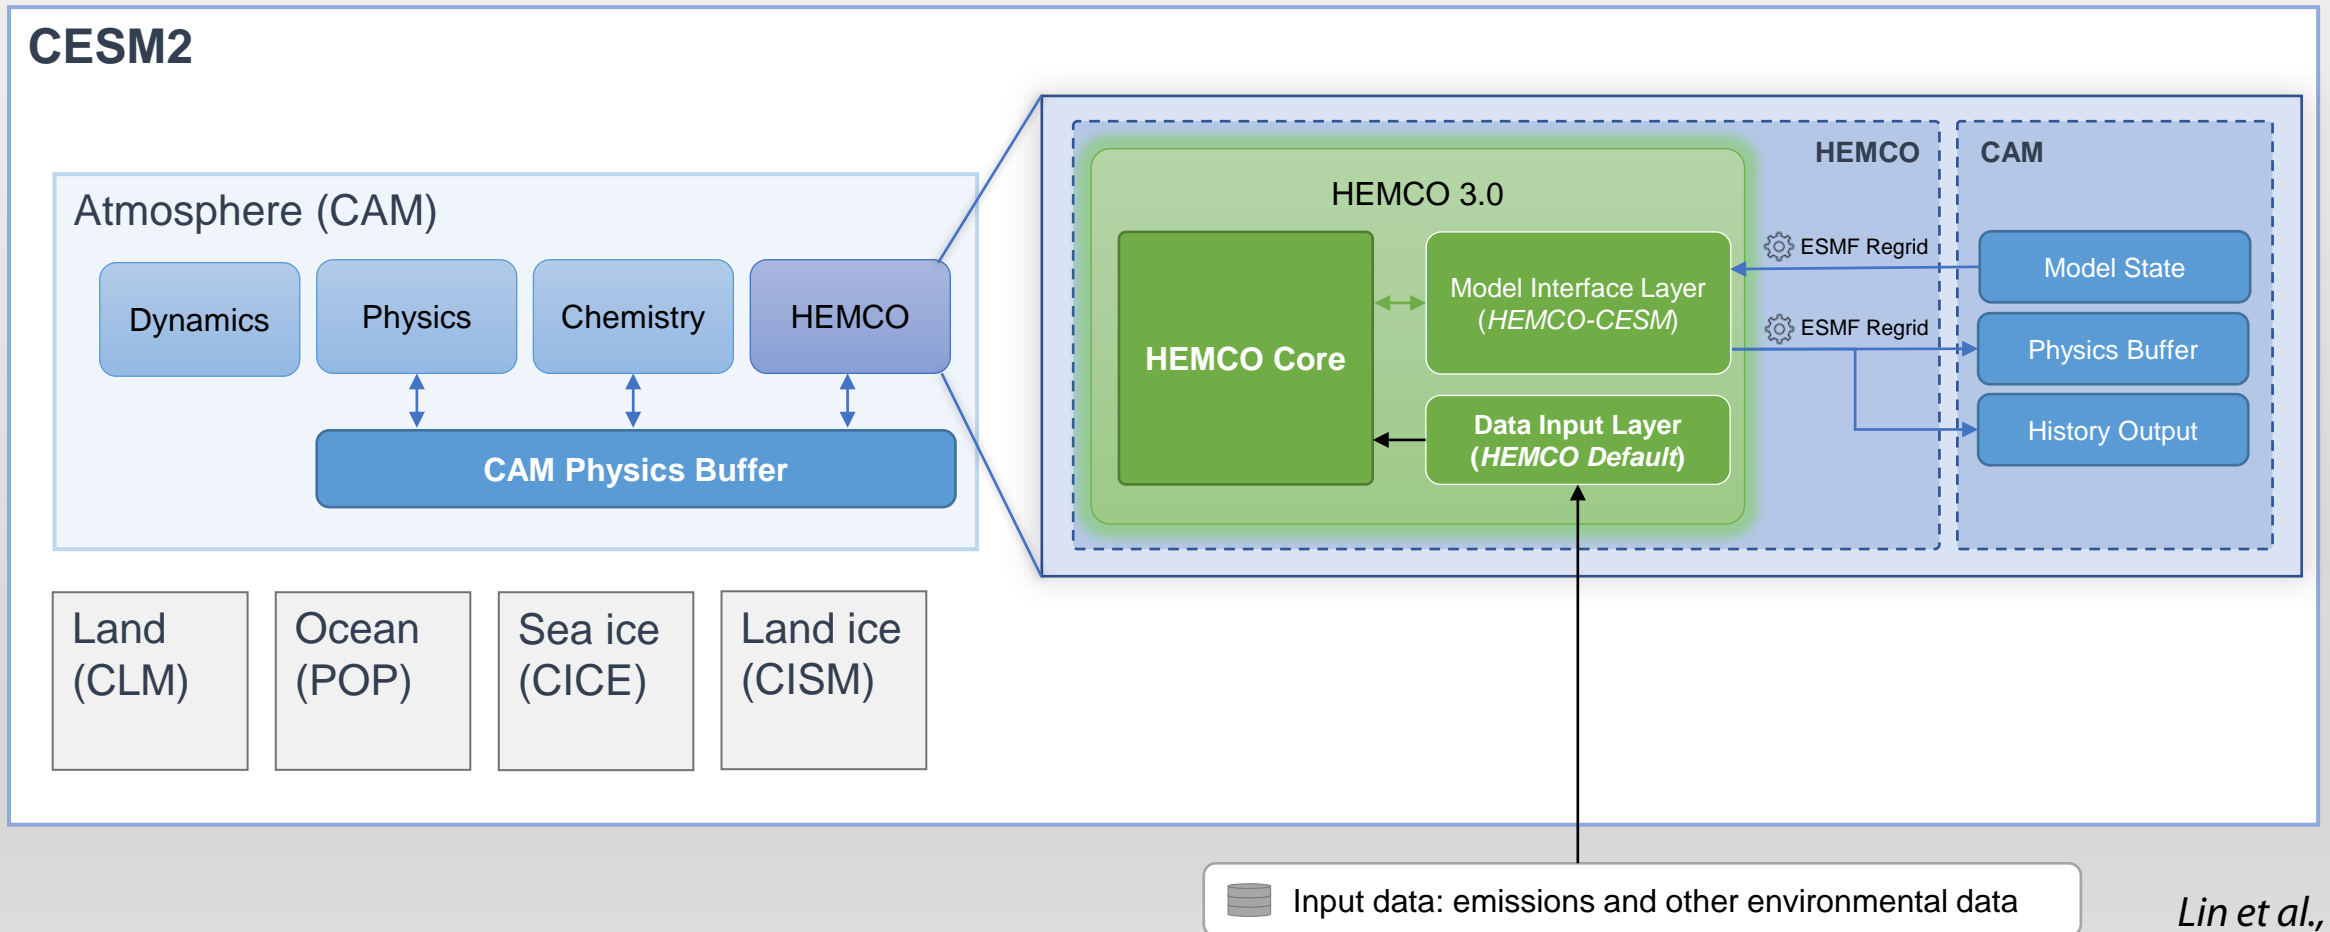 CESM2
Atmosphere (CAM)
Dynamics
Physics
Chemistry
HEMCO
CAM Physics Buffer
Land
(CLM)
Ocean
(POP)
Sea ice
(CICE)
Land ice
(CISM)
HEMCO
CAM
HEMCO 3.0
HEMCO Core
Model Interface Layer
(HEMCO-CESM)
Data Input Layer
(HEMCO Default)
ESMF Regrid
ESMF Regrid
Model State
Physics Buffer
History Output
Input data: emissions and other environmental data
Lin et al.,